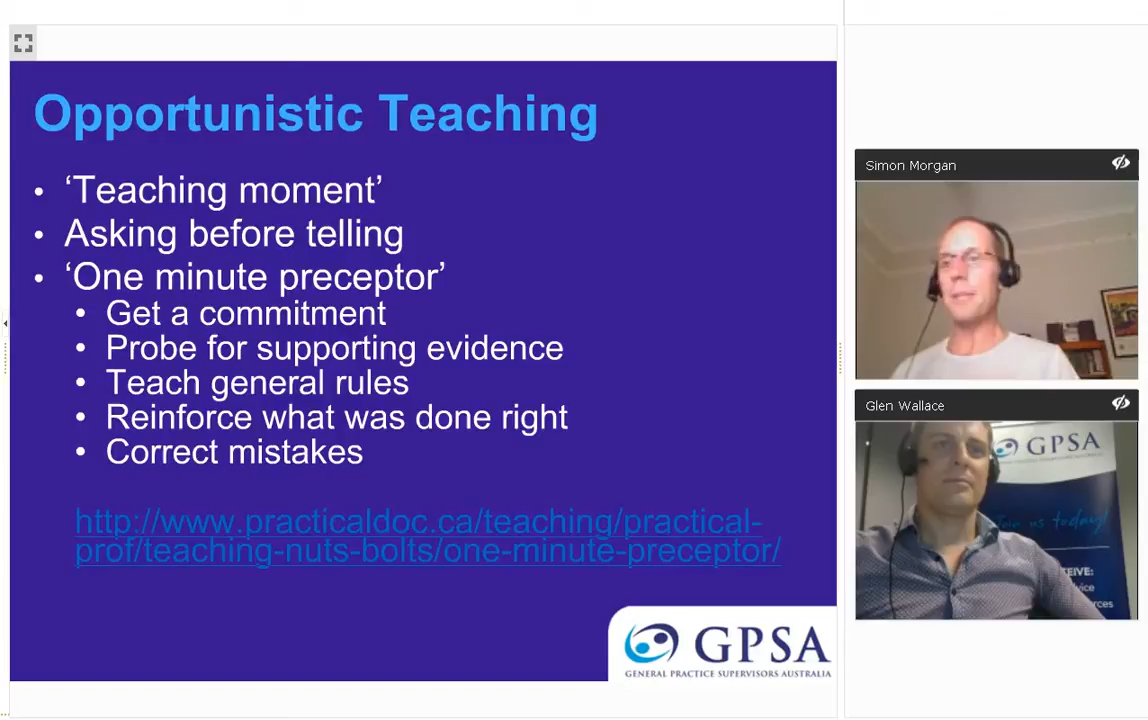 Opportunistic Teaching
• ‘Teaching moment’
• Asking before telling
• ‘One minute preceptor’
• Get a commitment
• Probe for supporting evidence
• Teach general rules
• Reinforce what was done right
• Correct mistakes
http://www.practicaldoc.ca/teaching/practical-
prof/teaching-nuts-bolts/one-minute-preceptor/
GPSA
GENERAL PRACTICE SUPERVISORS AUSTRALIA
Simon Morgan
Glen Wallace
GPSA
us today!